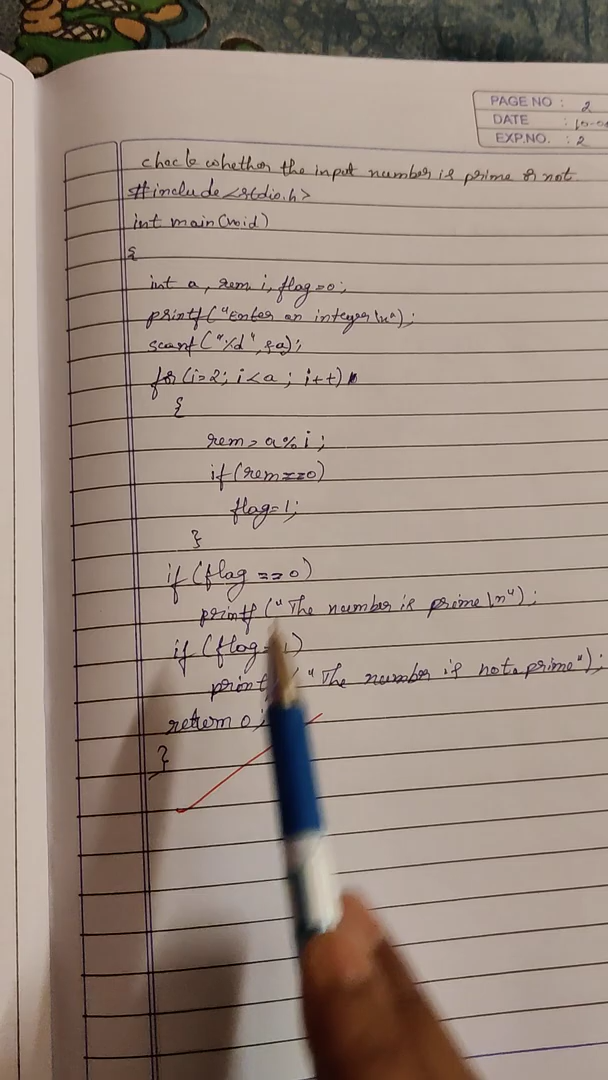 PAGE NO : 2
DATE :
EXP.NO. : 2
check whether the input number is prime or not
#include <stdio.h>
int main(void)
{
int a, rem, i, flag=0;
printf("Enter an integer\n");
scanf("%d", &a);
for(i=2; i<a; i++)
{
rem = a%i;
if(rem==0)
flag=1;
}
if(flag==0)
printf("The number is prime\n");
if(flag
"The number is not a prime");
return 0;
}